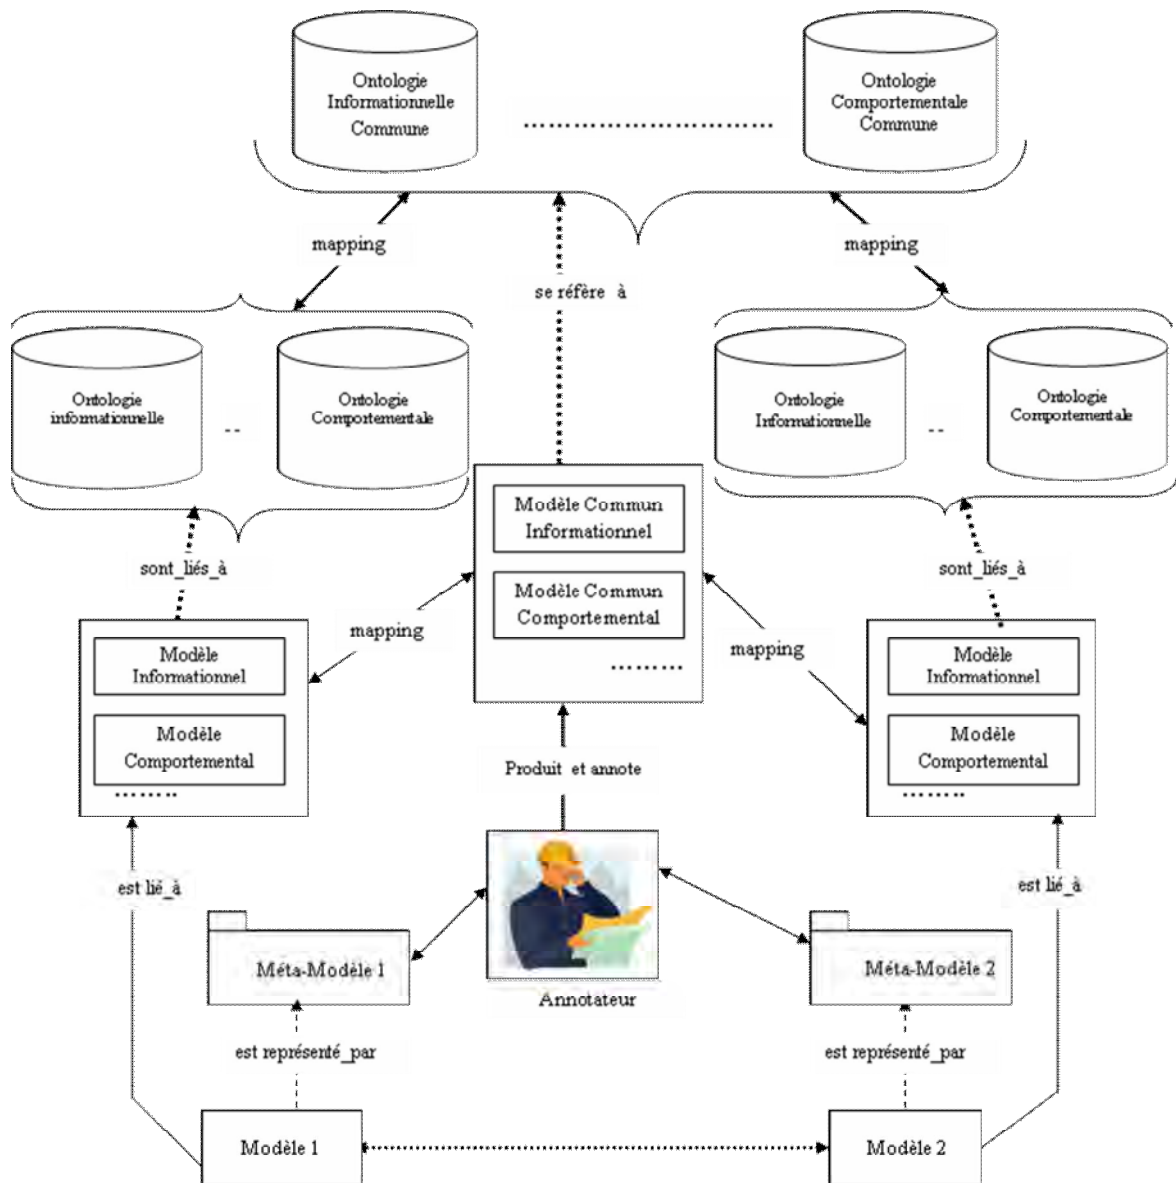 Ontologie
Informationnelle
Commune
Ontologie
Comportementale
Commune
mapping
mapping
se réfère à
Ontologie
informationnelle
--
Ontologie
Comportementale
Ontologie
Informationnelle
--
Ontologie
Comportementale
Modèle Commun
Informationnel
Modèle Commun
Comportemental
.........
sont_liés_à
sont_liés_à
mapping
mapping
Modèle
Informationnel
Modèle
Comportemental
........
Modèle
Informationnel
Modèle
Comportemental
........
Produit et annote
est lié_à
est lié_à
Méta-Modèle 1
Méta-Modèle 2
Annotateur
est représenté_par
est représenté_par
Modèle 1
Modèle 2